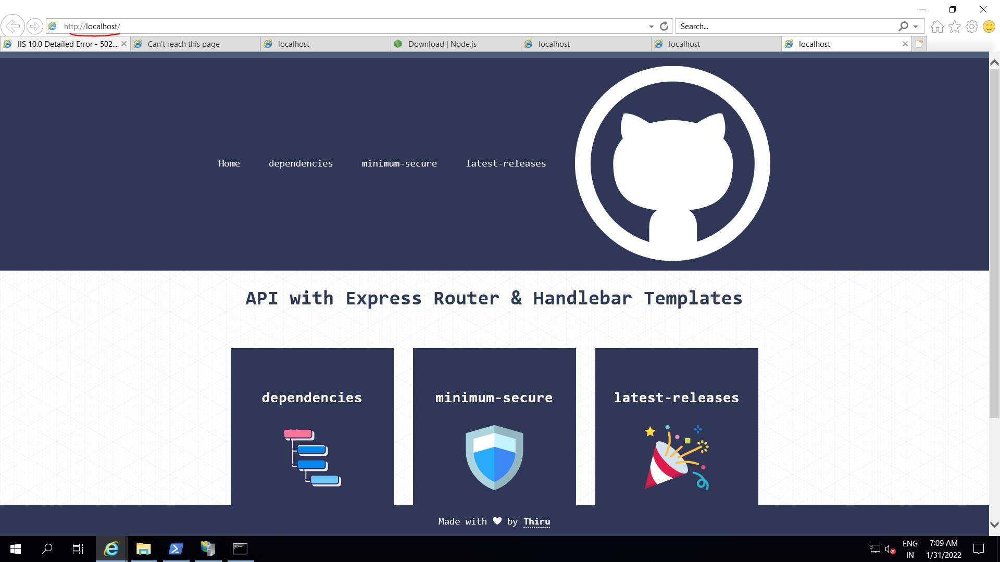 http://localhost/
Search...
IIS 10.0 Detailed Error - 502....
Can't reach this page
localhost
Download | Node.js
localhost
localhost
localhost
Home
dependencies
minimum-secure
latest-releases
API with Express Router & Handlebar Templates
dependencies
minimum-secure
latest-releases
Made with ♥ by Thiru
ENG
IN
7:09 AM
1/31/2022